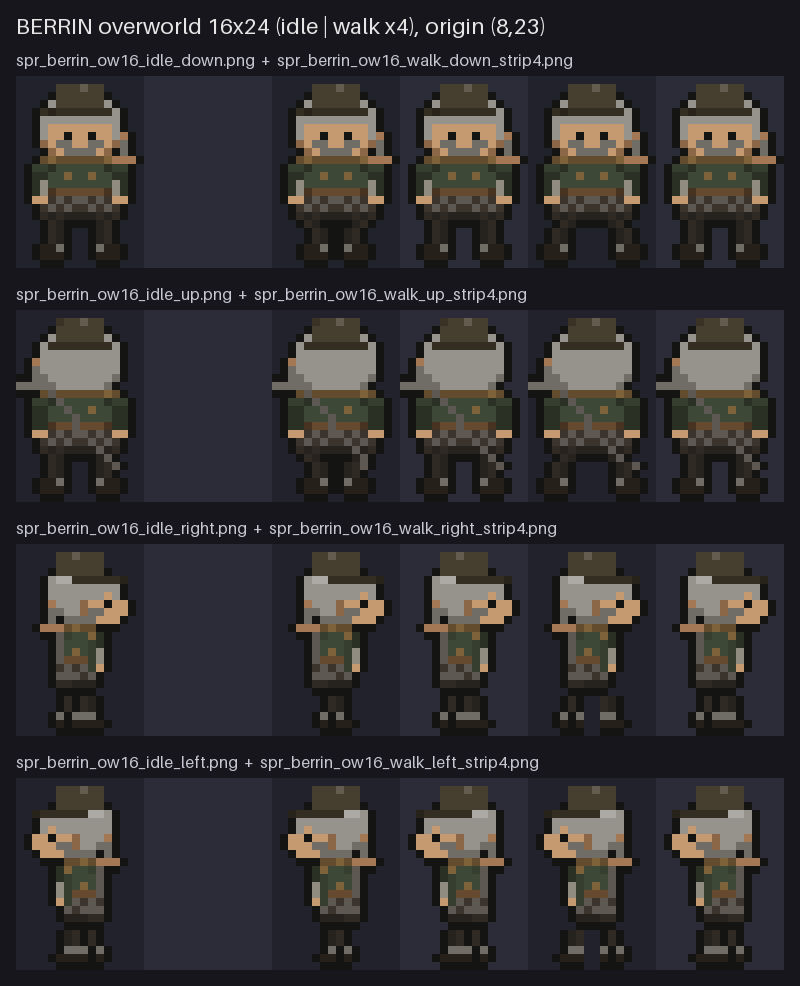 BERRIN overworld 16x24 (idle | walk x4), origin (8,23)
spr_berrin_ow16_idle_down.png + spr_berrin_ow16_walk_down_strip4.png
spr_berrin_ow16_idle_up.png + spr_berrin_ow16_walk_up_strip4.png
spr_berrin_ow16_idle_right.png + spr_berrin_ow16_walk_right_strip4.png
spr_berrin_ow16_idle_left.png + spr_berrin_ow16_walk_left_strip4.png